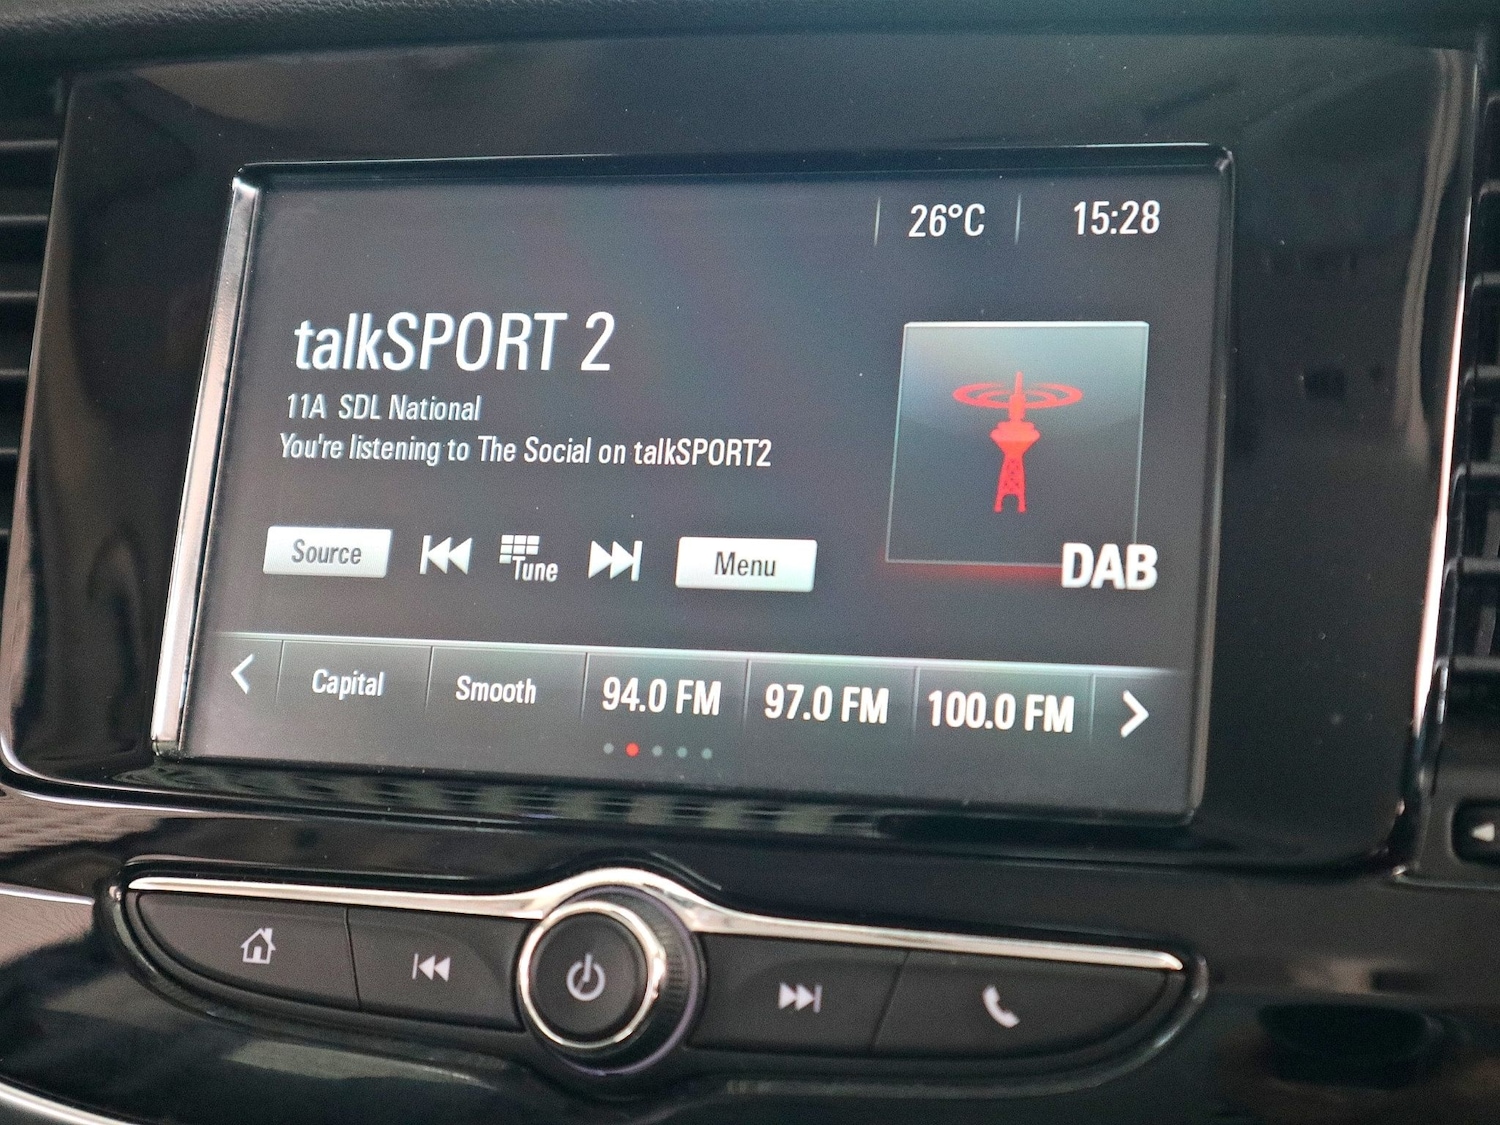 26°C 15:28
talkSPORT 2
11A SDL National
You're listening to The Social on talkSPORT2
DAB
Source Tune Menu
Capital Smooth 94.0 FM 97.0 FM 100.0 FM